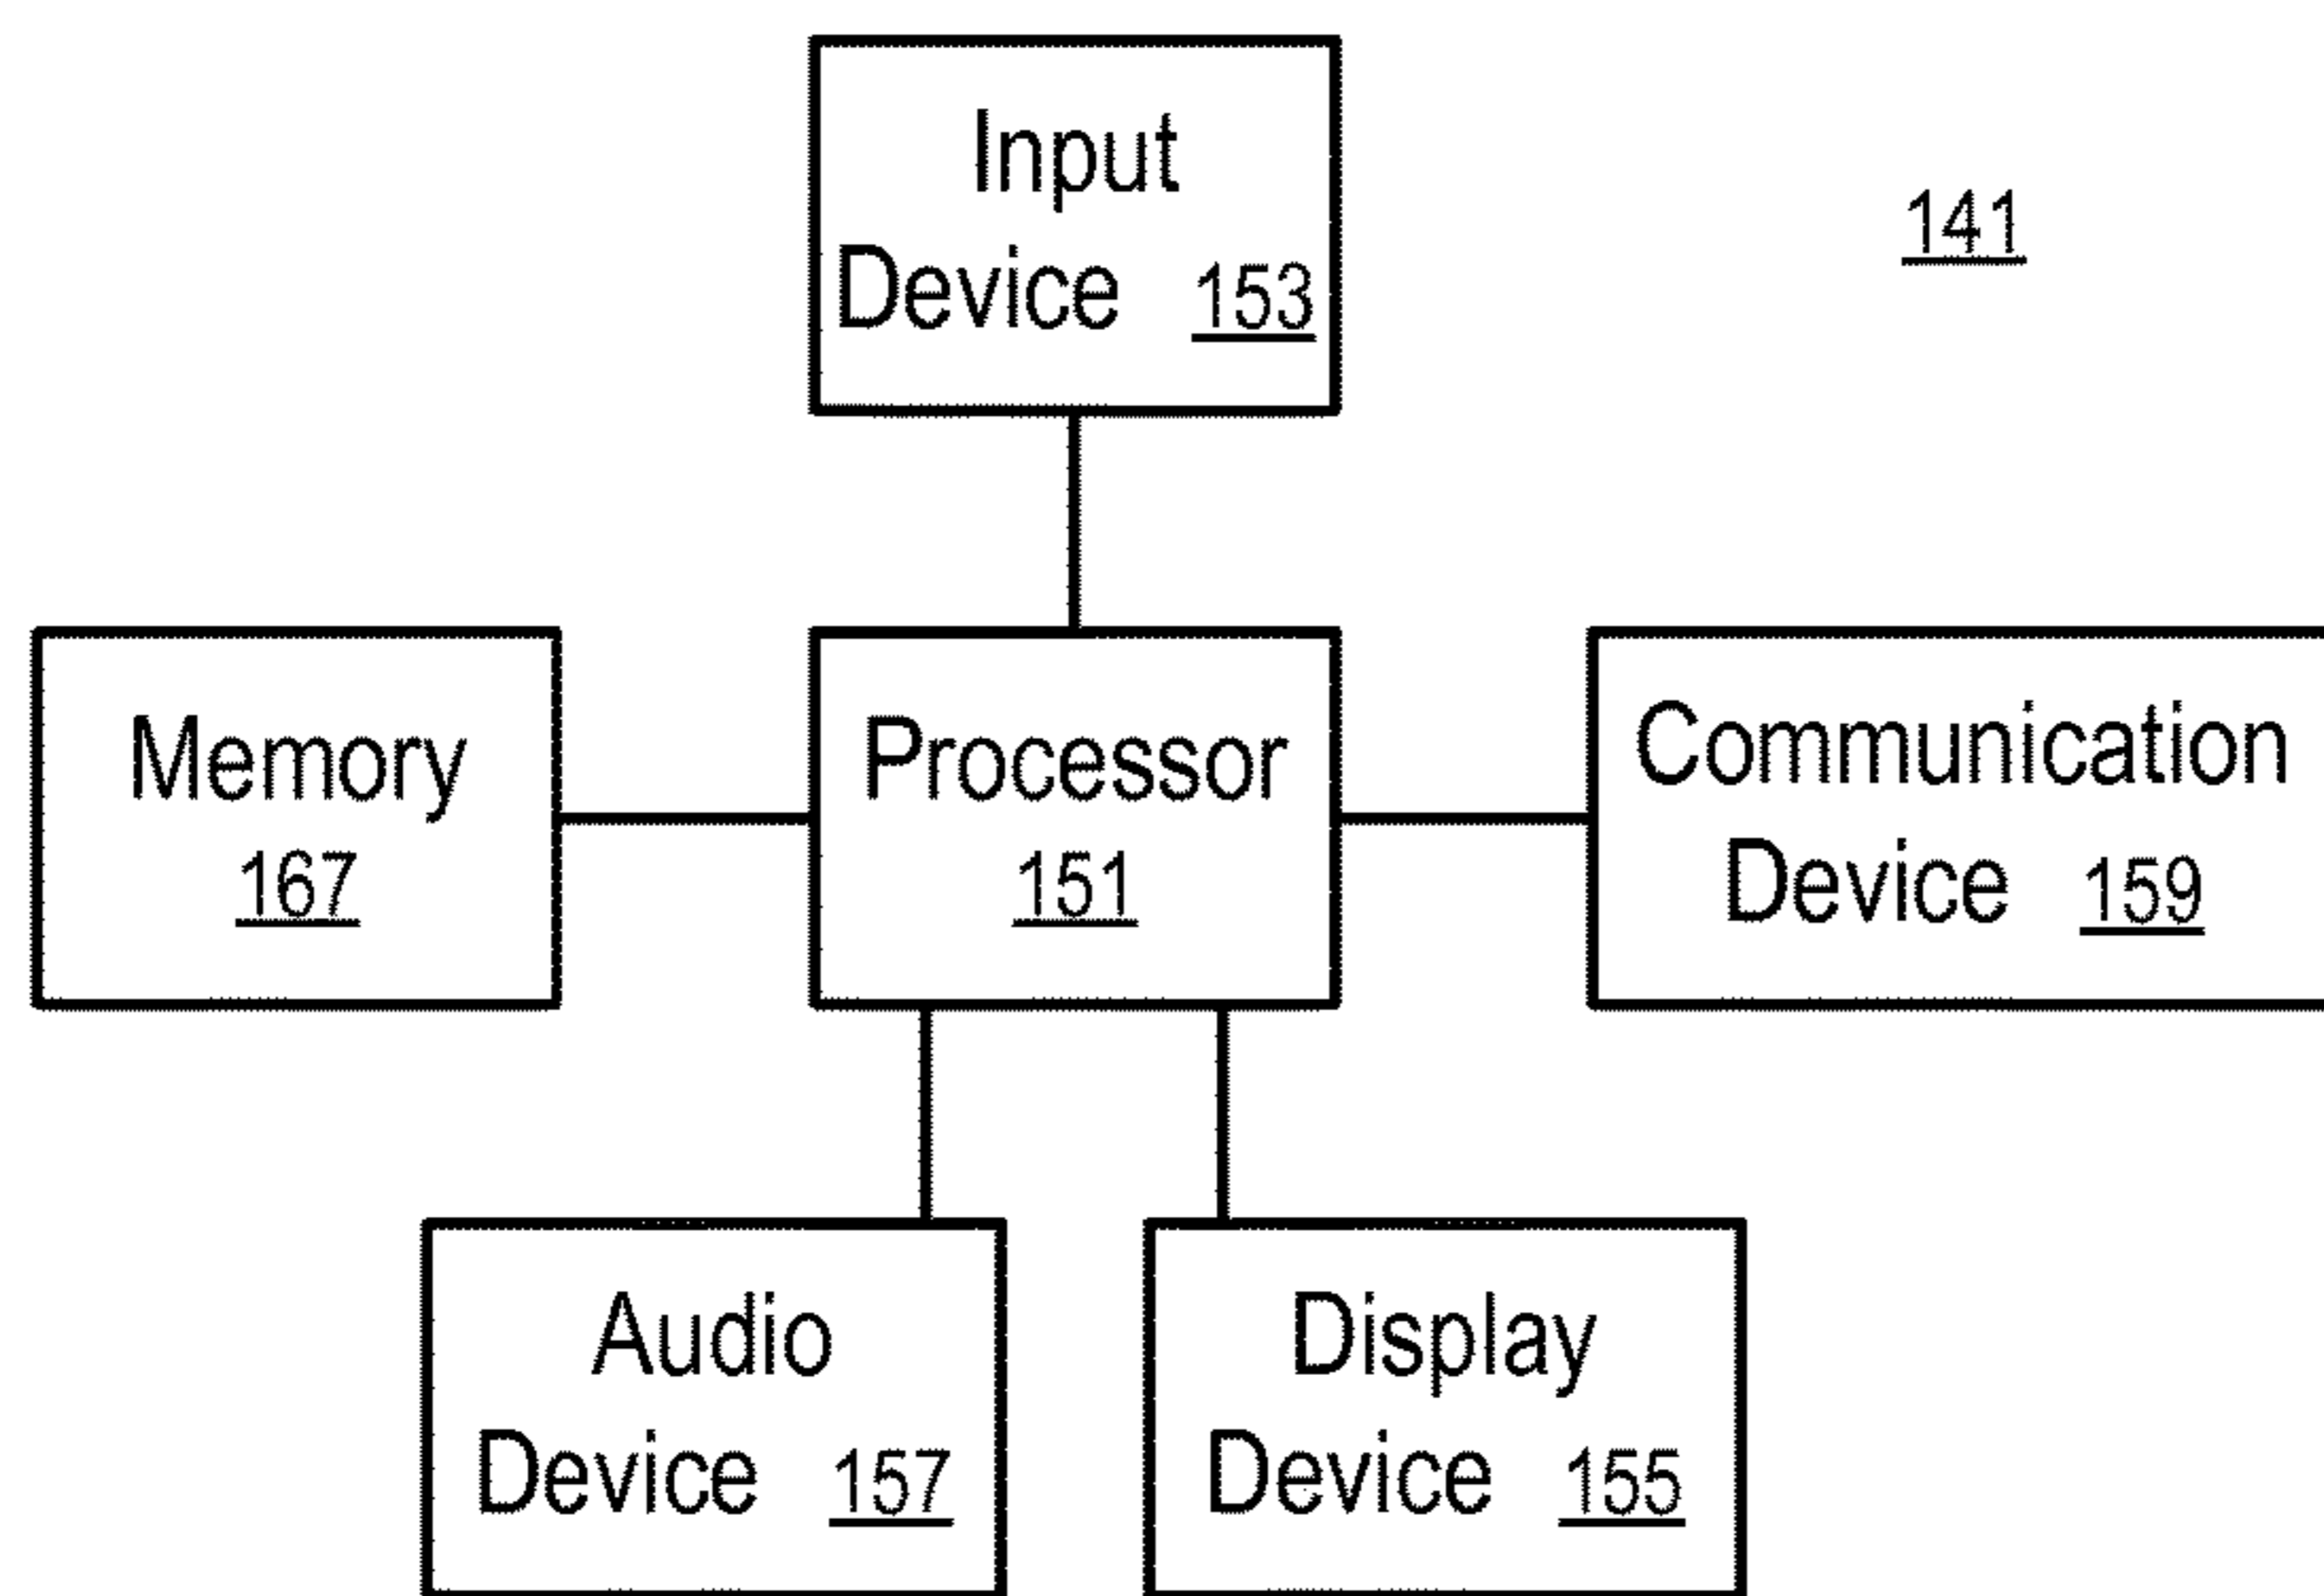 Input
Device 153
141
Memory
167
Processor
151
Communication
Device 159
Audio
Device 157
Display
Device 155